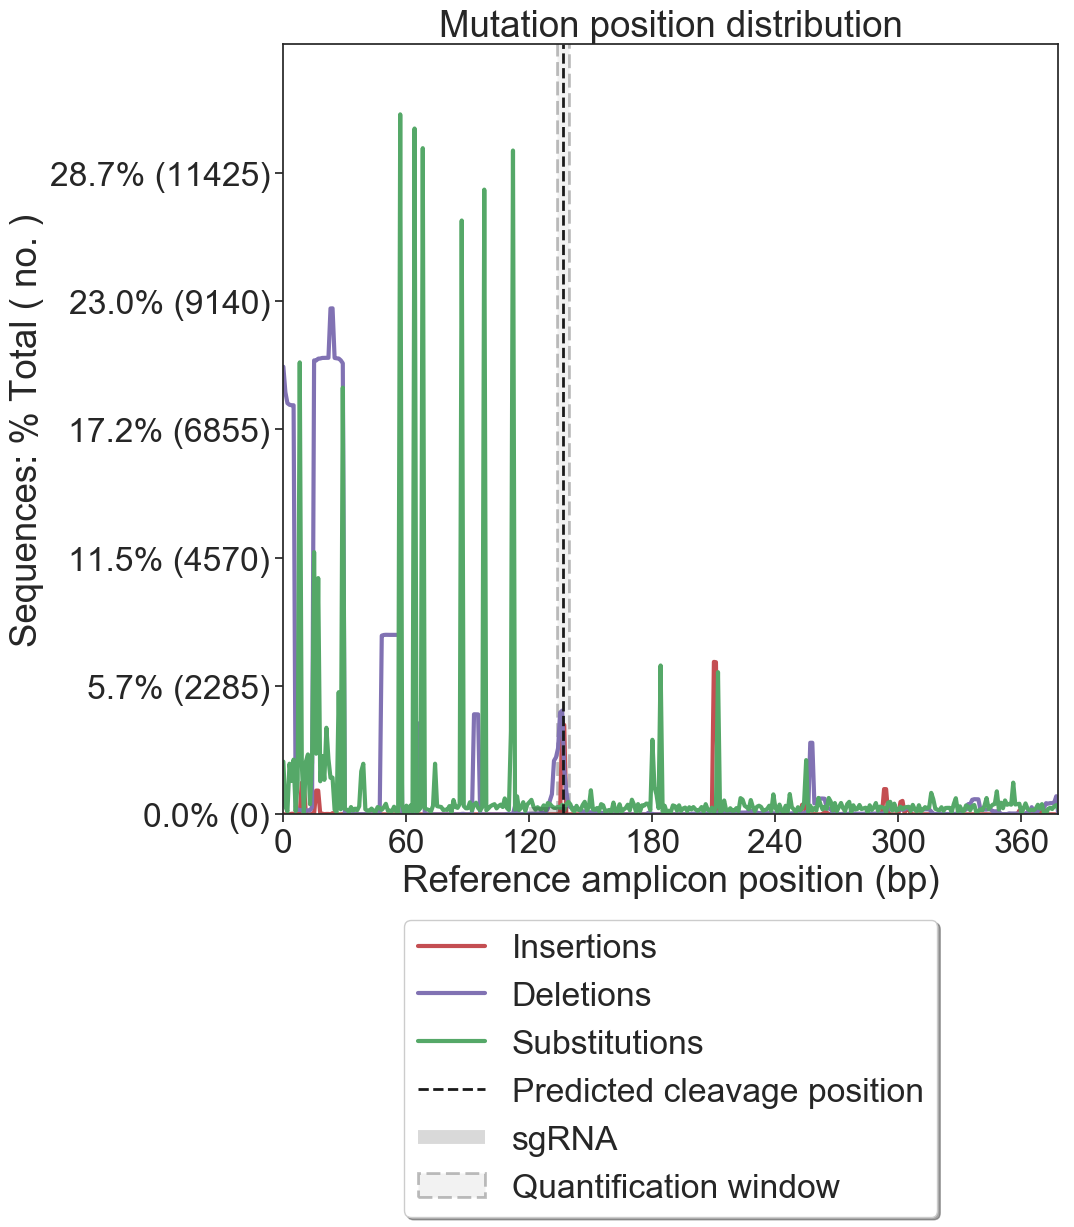 Mutation position distribution
Sequences: % Total ( no. )
28.7% (11425)
23.0% (9140)
17.2% (6855)
11.5% (4570)
5.7% (2285)
0.0% (0)
0 60 120 180 240 300 360
Reference amplicon position (bp)
Insertions
Deletions
Substitutions
Predicted cleavage position
sgRNA
Quantification window